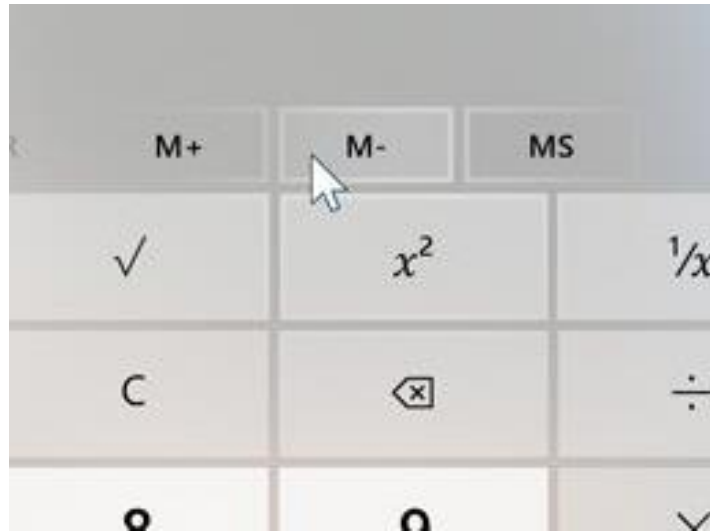 M+ M- MS
√ x² ¹/x
C ÷
8 9 ×